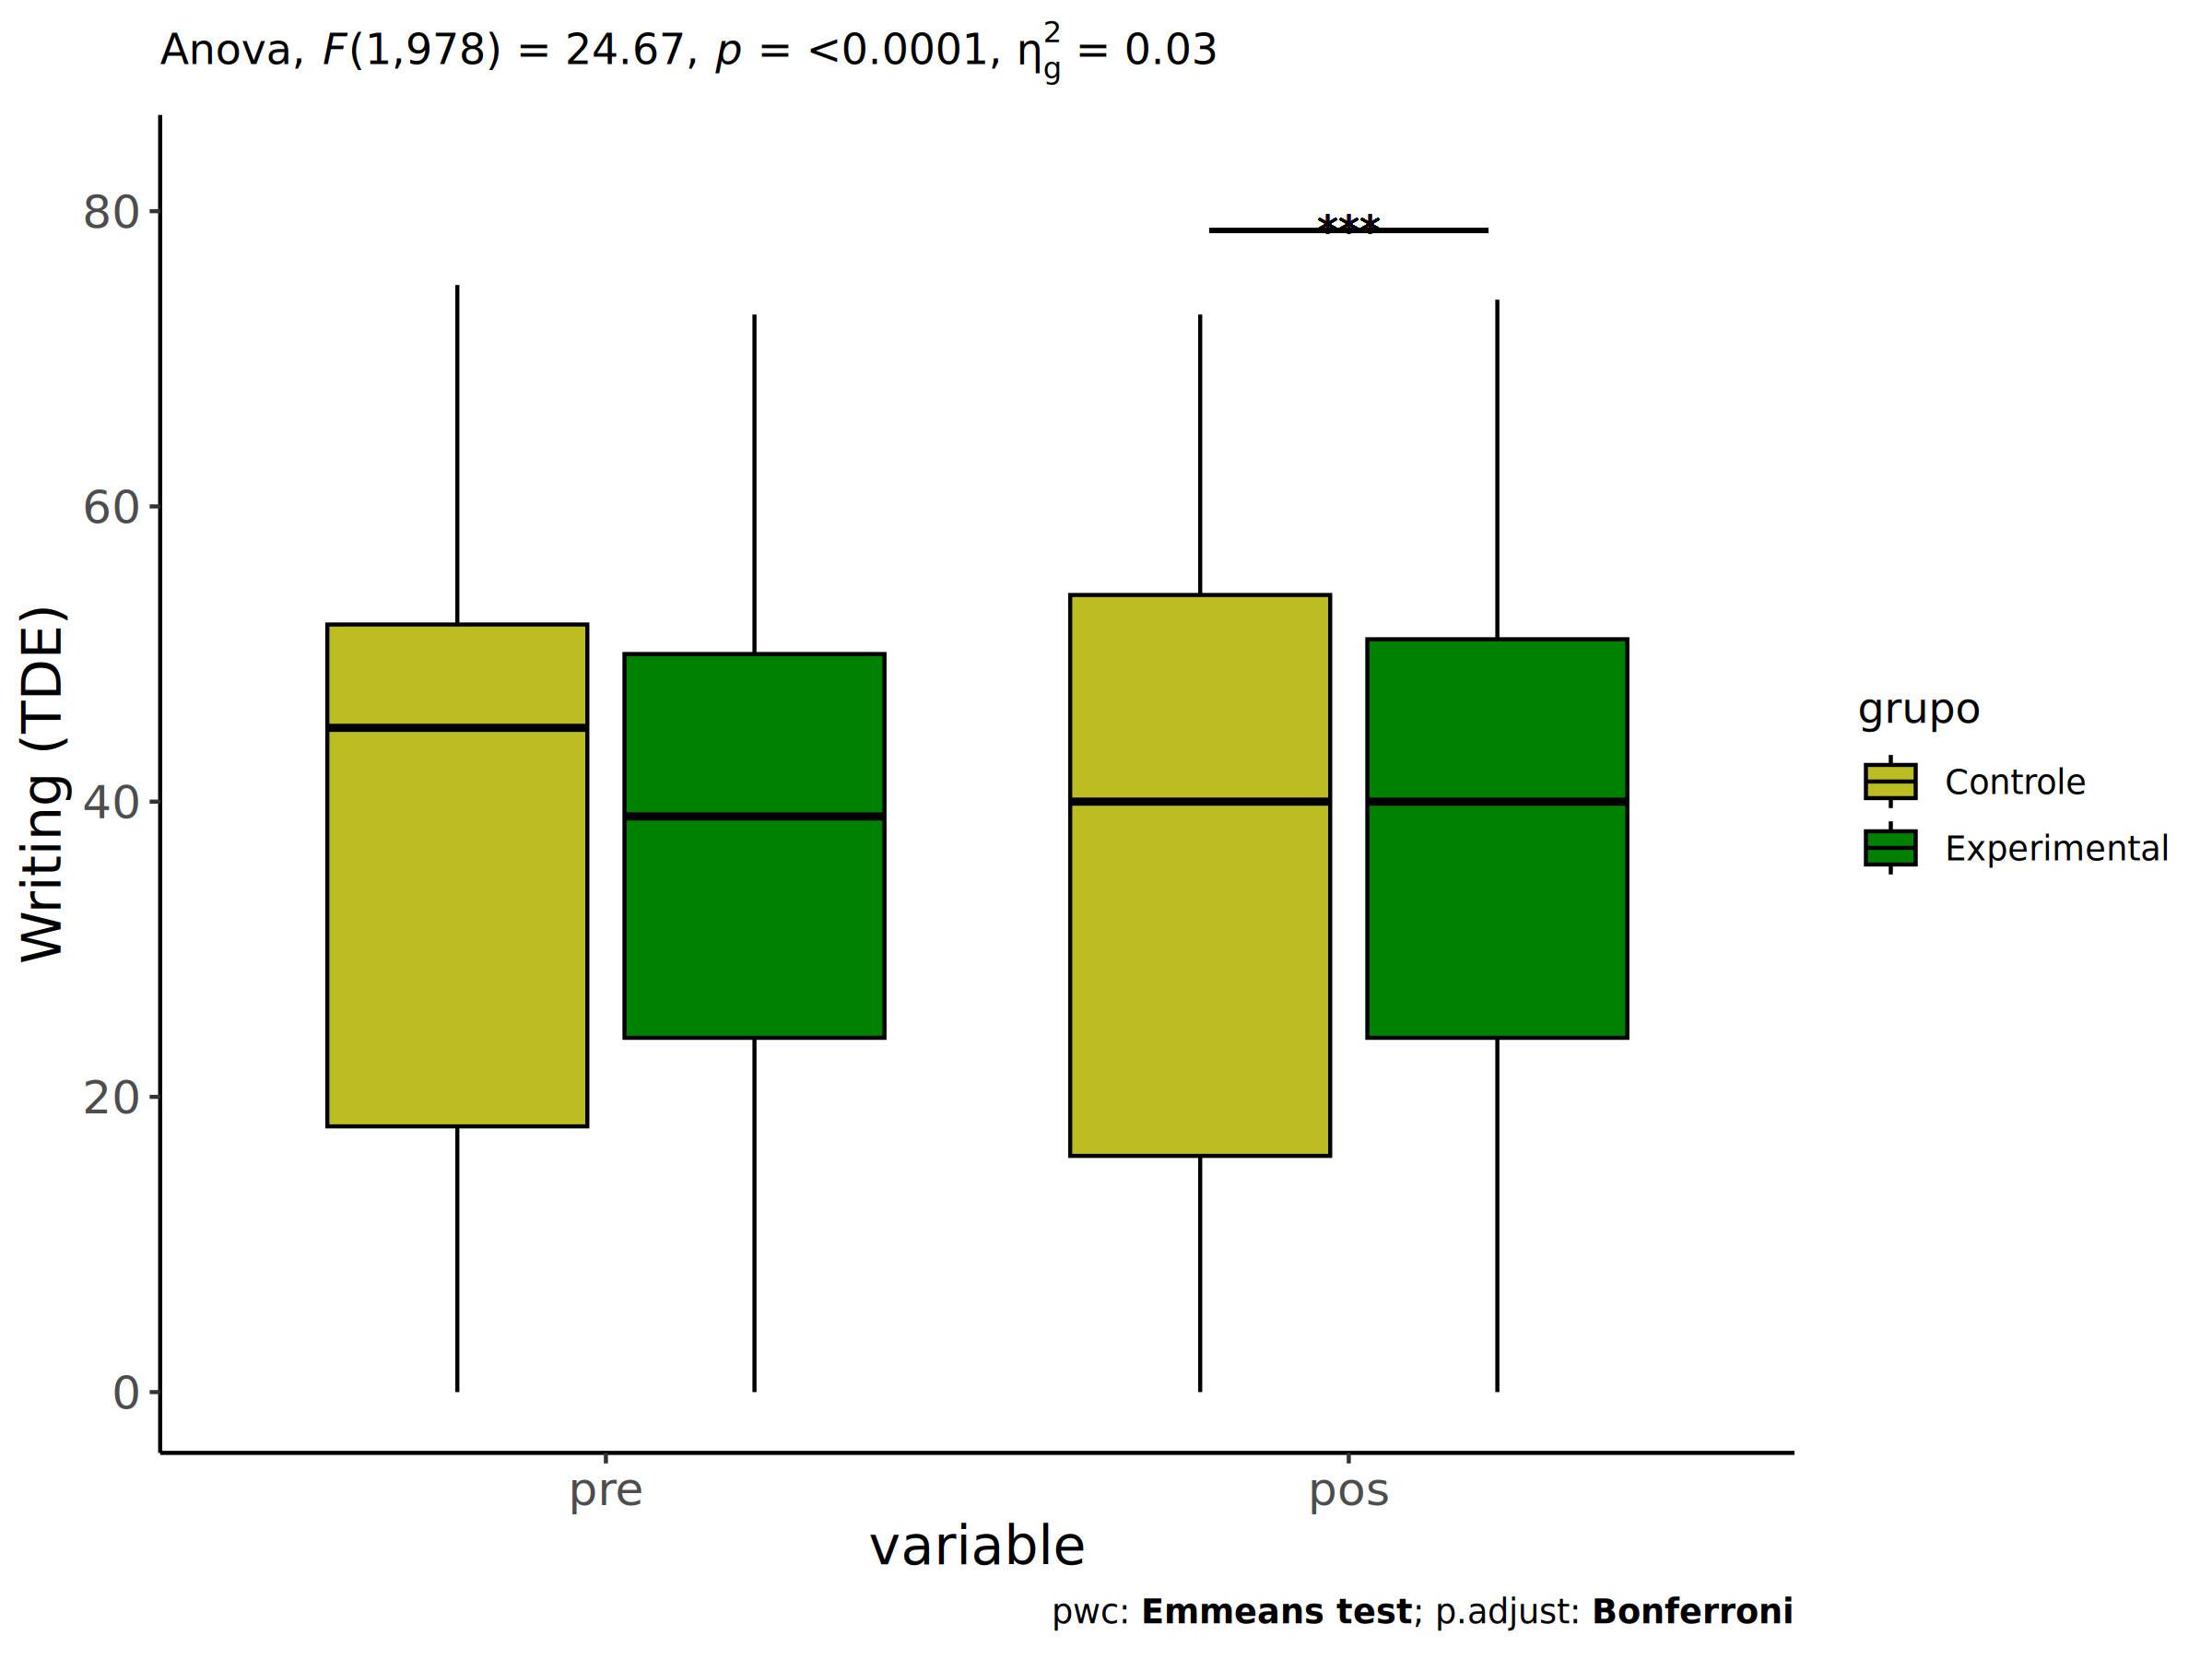 Anova, F(1,978) = 24.67, p = <0.0001, η²g = 0.03
***
80
60
40
20
0
Writing (TDE)
pre
pos
variable
grupo
Controle
Experimental
pwc: Emmeans test; p.adjust: Bonferroni